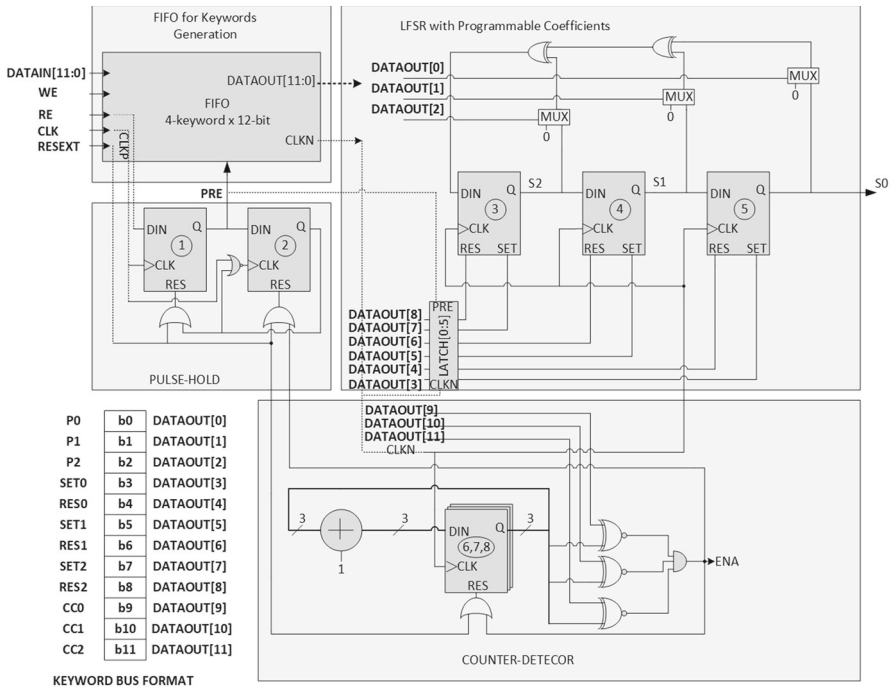 FIFO for Keywords
Generation
LFSR with Programmable Coefficients
DATAIN[11:0]
WE
RE
CLK
RESEXT
CLKP
DATAOUT[11:0]
FIFO
4-keyword x 12-bit
CLKN
DATAOUT[0]
DATAOUT[1]
DATAOUT[2]
MUX
0
MUX
0
MUX
0
PRE
DIN
Q
1
CLK
RES
DIN
Q
2
CLK
RES
PULSE-HOLD
DIN
Q
3
CLK
RES
SET
S2
DIN
Q
4
CLK
RES
SET
S1
DIN
Q
5
CLK
RES
SET
S0
DATAOUT[8]
DATAOUT[7]
DATAOUT[6]
DATAOUT[5]
DATAOUT[4]
DATAOUT[3]
PRE
LATCH[0:5]
CLKN
DATAOUT[9]
DATAOUT[10]
DATAOUT[11]
CLKN
3
1
3
DIN
Q
6,7,8
CLK
RES
3
ENA
COUNTER-DETECOR
P0 b0 DATAOUT[0]
P1 b1 DATAOUT[1]
P2 b2 DATAOUT[2]
SET0 b3 DATAOUT[3]
RES0 b4 DATAOUT[4]
SET1 b5 DATAOUT[5]
RES1 b6 DATAOUT[6]
SET2 b7 DATAOUT[7]
RES2 b8 DATAOUT[8]
CC0 b9 DATAOUT[9]
CC1 b10 DATAOUT[10]
CC2 b11 DATAOUT[11]
KEYWORD BUS FORMAT